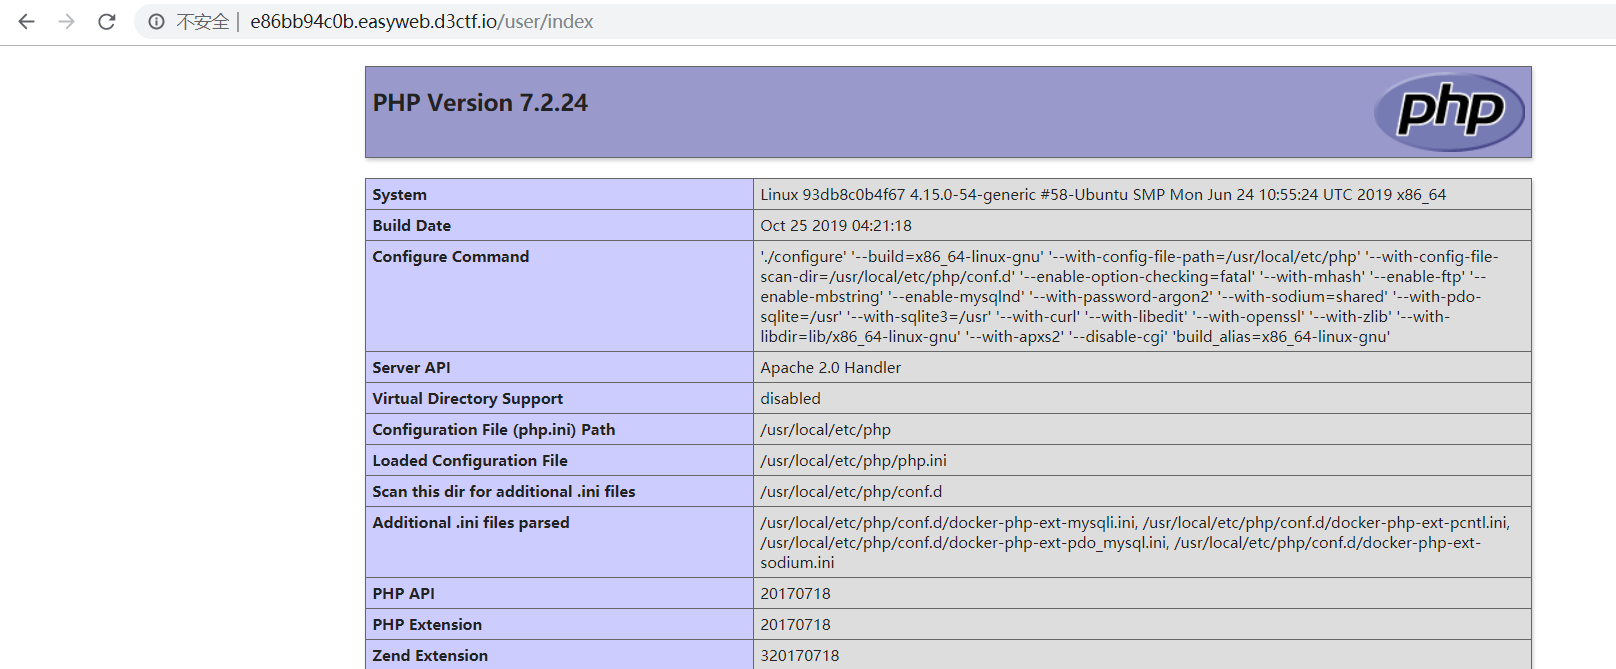 不安全 | e86bb94c0b.easyweb.d3ctf.io/user/index
PHP Version 7.2.24
php
System
Linux 93db8c0b4f67 4.15.0-54-generic #58-Ubuntu SMP Mon Jun 24 10:55:24 UTC 2019 x86_64
Build Date
Oct 25 2019 04:21:18
Configure Command
'./configure' '--build=x86_64-linux-gnu' '--with-config-file-path=/usr/local/etc/php' '--with-config-file-
scan-dir=/usr/local/etc/php/conf.d' '--enable-option-checking=fatal' '--with-mhash' '--enable-ftp' '--
enable-mbstring' '--enable-mysqlnd' '--with-password-argon2' '--with-sodium=shared' '--with-pdo-
sqlite=/usr' '--with-sqlite3=/usr' '--with-curl' '--with-libedit' '--with-openssl' '--with-zlib' '--with-
libdir=lib/x86_64-linux-gnu' '--with-apxs2' '--disable-cgi' 'build_alias=x86_64-linux-gnu'
Server API
Apache 2.0 Handler
Virtual Directory Support
disabled
Configuration File (php.ini) Path
/usr/local/etc/php
Loaded Configuration File
/usr/local/etc/php/php.ini
Scan this dir for additional .ini files
/usr/local/etc/php/conf.d
Additional .ini files parsed
/usr/local/etc/php/conf.d/docker-php-ext-mysqli.ini, /usr/local/etc/php/conf.d/docker-php-ext-pcntl.ini,
/usr/local/etc/php/conf.d/docker-php-ext-pdo_mysql.ini, /usr/local/etc/php/conf.d/docker-php-ext-
sodium.ini
PHP API
20170718
PHP Extension
20170718
Zend Extension
320170718